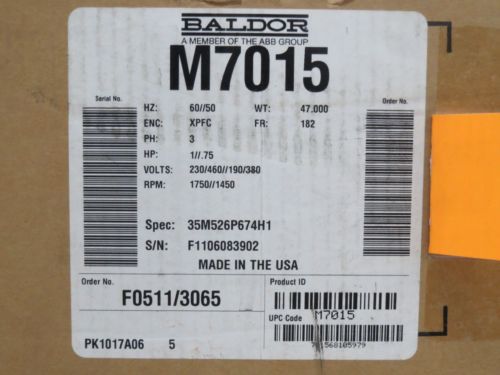 BALDOR
A MEMBER OF THE ABB GROUP
M7015
Serial No.
Order No.
HZ: 60//50 WT: 47.000
ENC: XPFC FR: 182
PH: 3
HP: 1//.75
VOLTS: 230/460//190/380
RPM: 1750//1450
Spec: 35M526P674H1
S/N: F1106083902
MADE IN THE USA
Order No.
F0511/3065
PK1017A06 5
Product ID
UPC Code M7015
781568105979